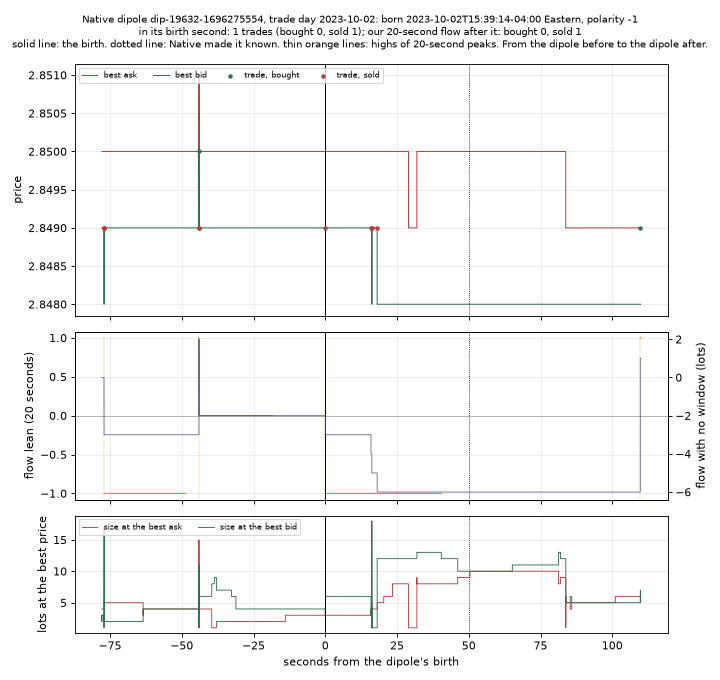 Native dipole dip-19632-1696275554, trade day 2023-10-02: born 2023-10-02T15:39:14-04:00 Eastern, polarity -1
in its birth second: 1 trades (bought 0, sold 1); our 20-second flow after it: bought 0, sold 1
solid line: the birth. dotted line: Native made it known. thin orange lines: highs of 20-second peaks. From the dipole before to the dipole after.
best ask best bid trade, bought trade, sold
2.8510
2.8505
2.8500
2.8495
2.8490
2.8485
2.8480
price
1.0
0.5
0.0
−0.5
−1.0
flow lean (20 seconds)
2
0
−2
−4
−6
flow with no window (lots)
size at the best ask size at the best bid
15
10
5
lots at the best price
−75 −50 −25 0 25 50 75 100
seconds from the dipole's birth